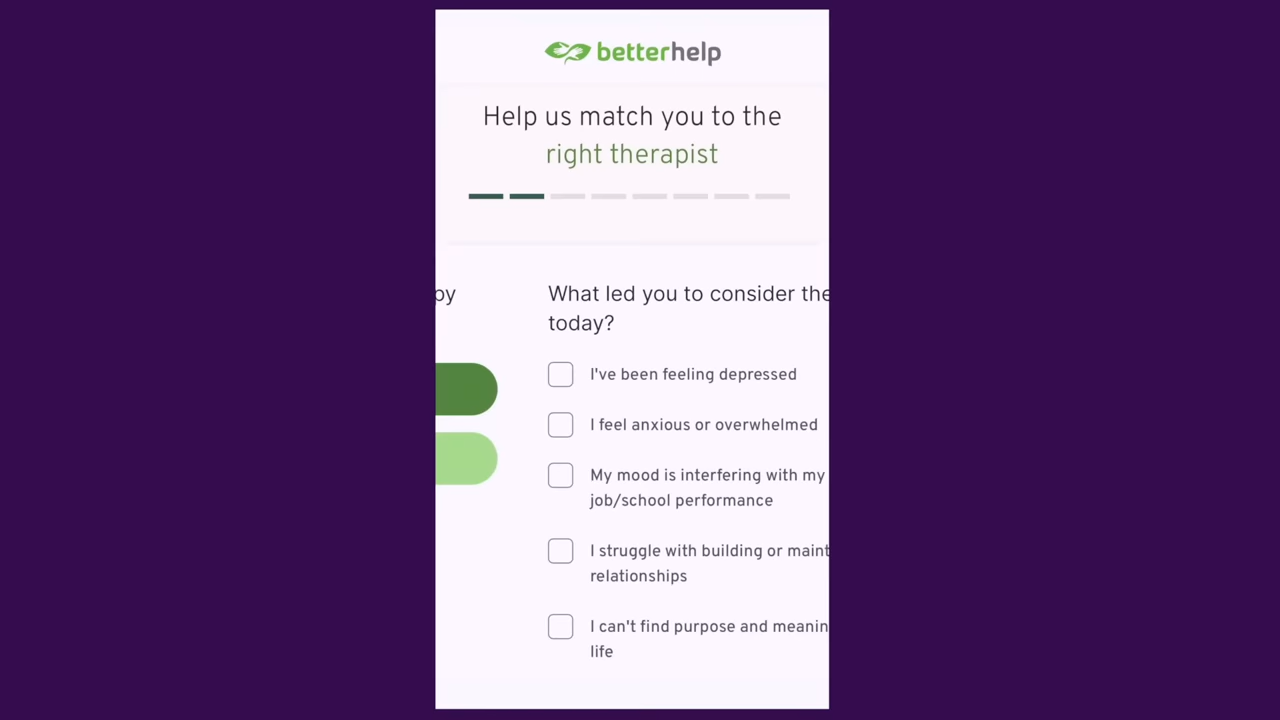 betterhelp
Help us match you to the
right therapist
by
What led you to consider the
today?
I've been feeling depressed
I feel anxious or overwhelmed
My mood is interfering with my
job/school performance
I struggle with building or maint
relationships
I can't find purpose and meanin
life